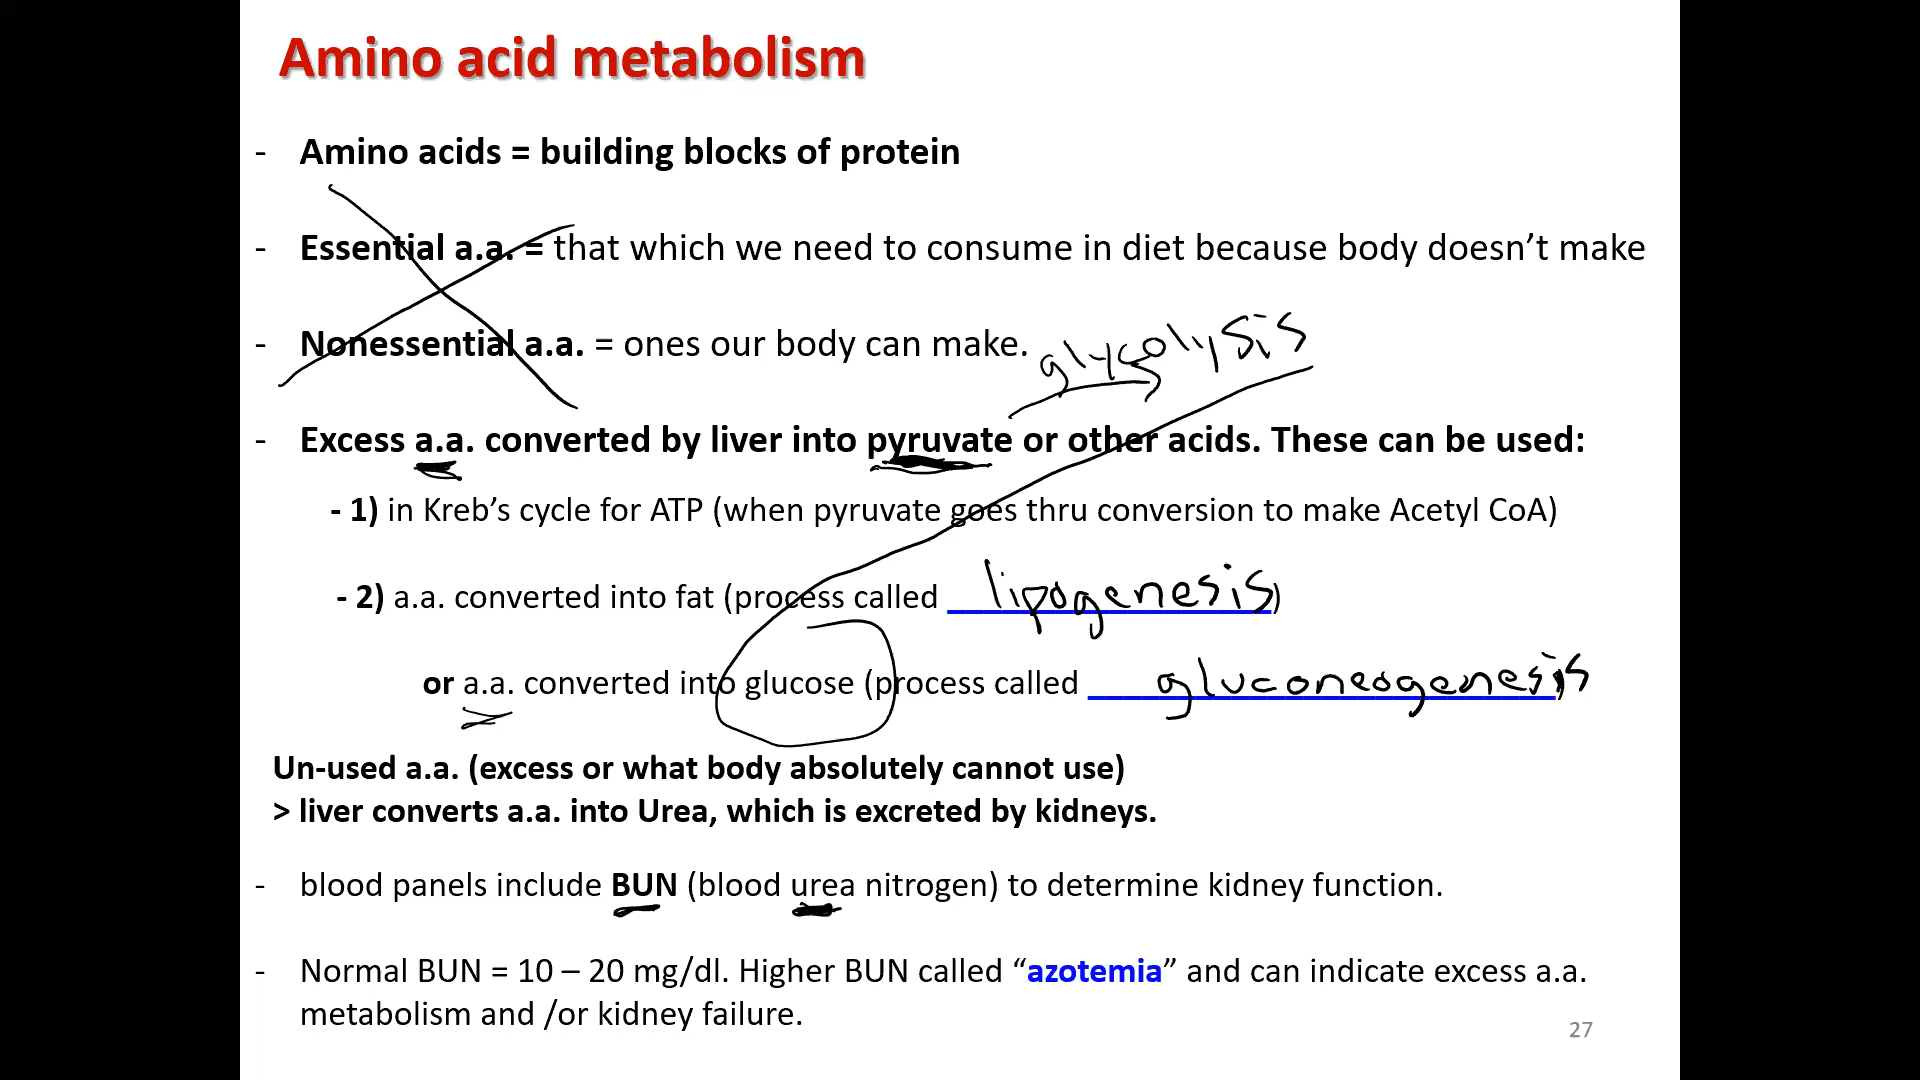 Amino acid metabolism
- Amino acids = building blocks of protein
- Essential a.a. = that which we need to consume in diet because body doesn’t make
- Nonessential a.a. = ones our body can make.
glycolysis
- Excess a.a. converted by liver into pyruvate or other acids. These can be used:
- 1) in Kreb’s cycle for ATP (when pyruvate goes thru conversion to make Acetyl CoA)
- 2) a.a. converted into fat (process called lipogenesis)
or a.a. converted into glucose (process called gluconeogenesis)
Un-used a.a. (excess or what body absolutely cannot use)
> liver converts a.a. into Urea, which is excreted by kidneys.
- blood panels include BUN (blood urea nitrogen) to determine kidney function.
- Normal BUN = 10 – 20 mg/dl. Higher BUN called “azotemia” and can indicate excess a.a.
metabolism and /or kidney failure.
27